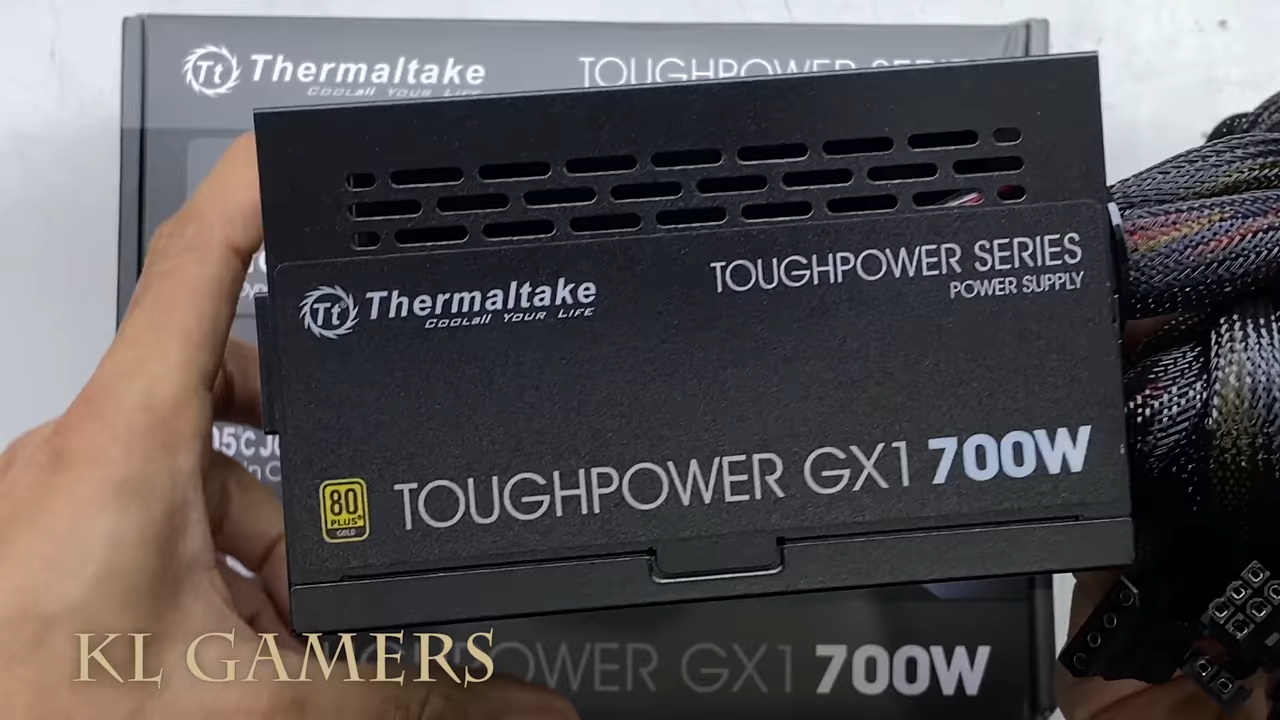 Thermaltake
COOLall YOUR LIFE
TOUGHPOWER SERIES
Thermaltake
COOLall YOUR LIFE
TOUGHPOWER SERIES
POWER SUPPLY
80
PLUS®
GOLD
TOUGHPOWER GX1 700W
KL GAMERS
POWER GX1 700W